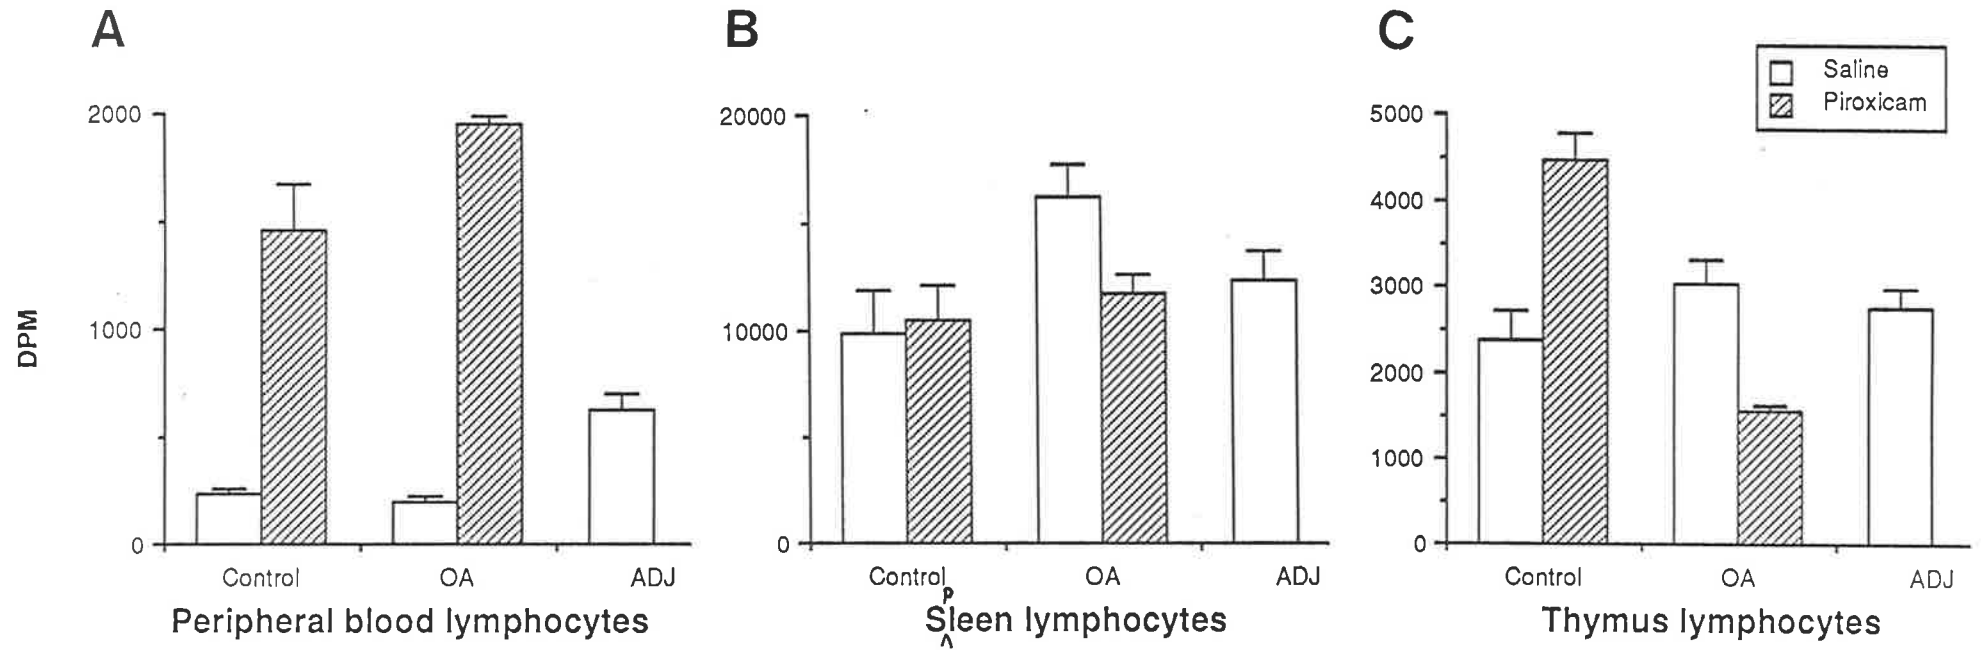 A
B
C
Saline
Piroxicam
DPM
2000
1000
0
Control
OA
ADJ
Peripheral blood lymphocytes
20000
10000
0
Control
OA
ADJ
p
Sleen lymphocytes
^
5000
4000
3000
2000
1000
0
Control
OA
ADJ
Thymus lymphocytes